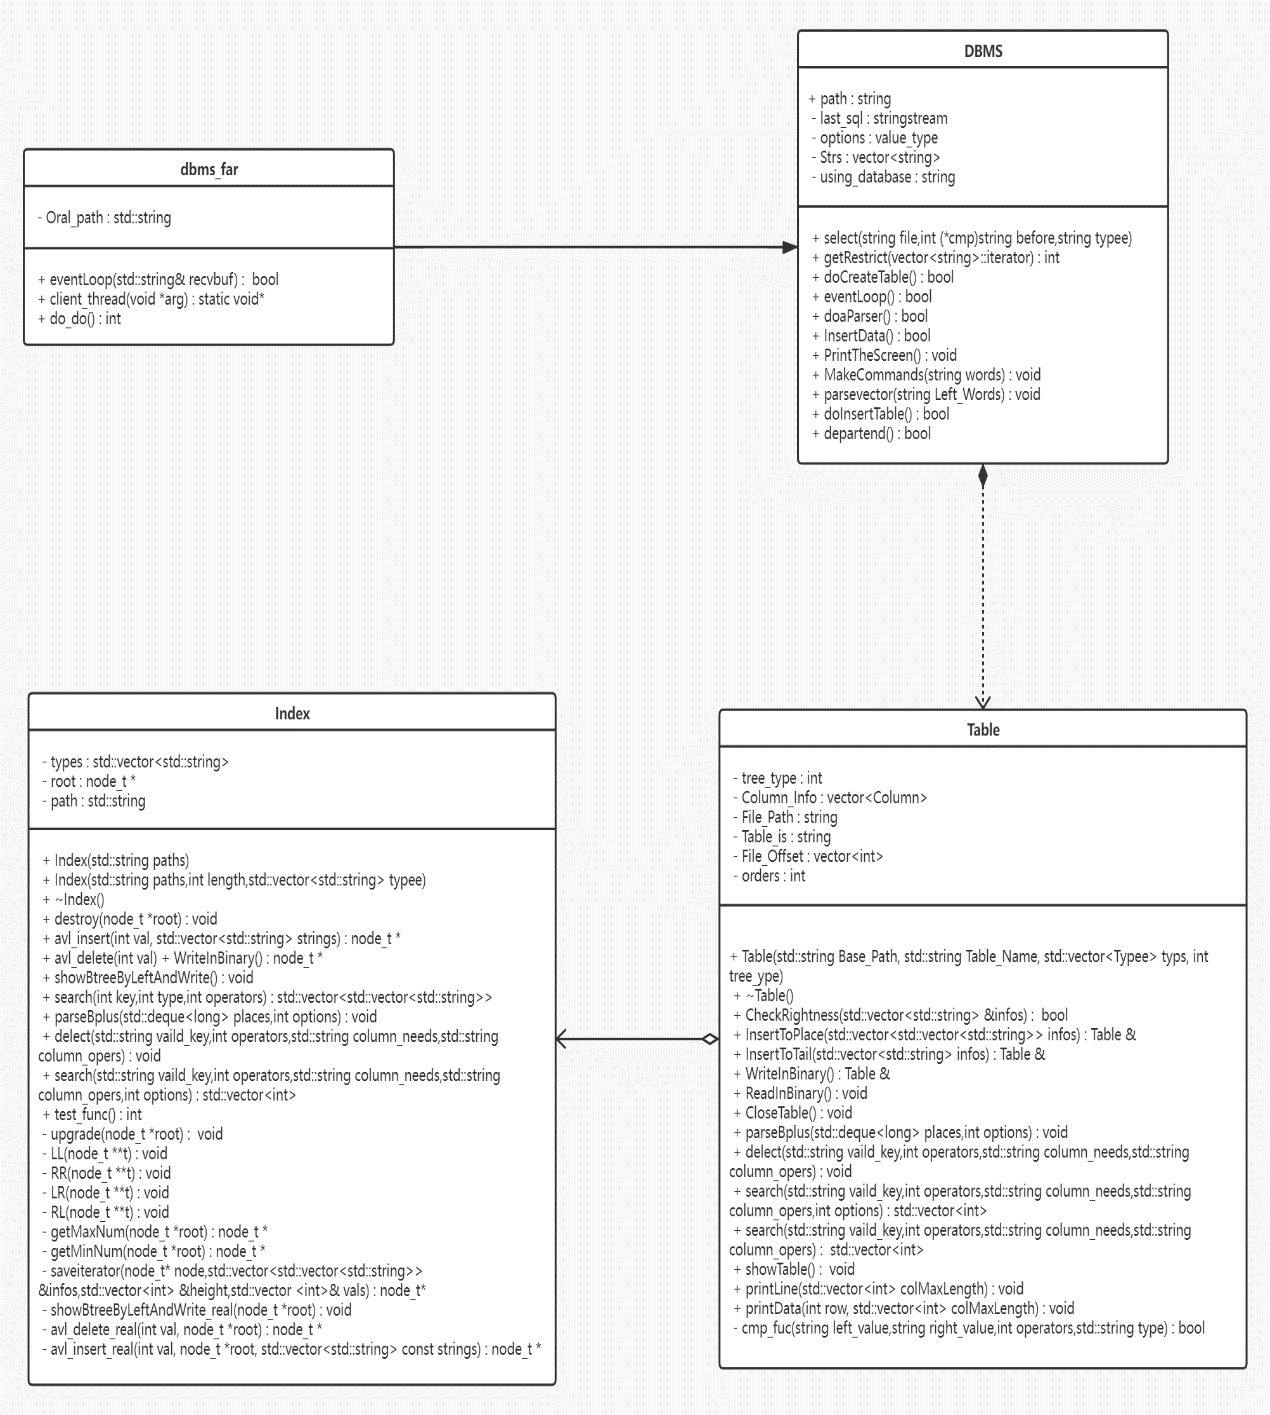 DBMS
+ path : string
- last_sql : stringstream
- options : value_type
- Strs : vector<string>
- using_database : string
+ select(string file,int (*cmp)string before,string typee)
+ getRestrict(vector<string>::iterator) : int
+ doCreateTable() : bool
+ eventLoop() : bool
+ doaParser() : bool
+ InsertData() : bool
+ PrintTheScreen() : void
+ MakeCommands(string words) : void
+ parsevector(string Left_Words) : void
+ doInsertTable() : bool
+ departend() : bool
dbms_far
- Oral_path : std::string
+ eventLoop(std::string& recvbuf) :  bool
+ client_thread(void *arg) : static void*
+ do_do() : int
Index
- types : std::vector<std::string>
- root : node_t *
- path : std::string
+ Index(std::string paths)
+ Index(std::string paths,int length,std::vector<std::string> typee)
+ ~Index()
+ destroy(node_t *root) : void
+ avl_insert(int val, std::vector<std::string> strings) : node_t *
+ avl_delete(int val) + WriteInBinary() : node_t *
+ showBtreeByLeftAndWrite() : void
+ search(int key,int type,int operators) : std::vector<std::vector<std::string>>
+ parseBplus(std::deque<long> places,int options) : void
+ delect(std::string vaild_key,int operators,std::string column_needs,std::string
column_opers) : void
+ search(std::string vaild_key,int operators,std::string column_needs,std::string
column_opers,int options) : std::vector<int>
+ test_func() : int
- upgrade(node_t *root) :  void
- LL(node_t **t) : void
- RR(node_t **t) : void
- LR(node_t **t) : void
- RL(node_t **t) : void
- getMaxNum(node_t *root) : node_t *
- getMinNum(node_t *root) : node_t *
- saveiterator(node_t* node,std::vector<std::vector<std::string>>
&infos,std::vector<int> &height,std::vector <int>& vals) : node_t*
- showBtreeByLeftAndWrite_real(node_t *root) : void
- avl_delete_real(int val, node_t *root) : node_t *
- avl_insert_real(int val, node_t *root, std::vector<std::string> const strings) : node_t *
Table
- tree_type : int
- Column_Info : vector<Column>
- File_Path : string
- Table_is : string
- File_Offset : vector<int>
- orders : int
+ Table(std::string Base_Path, std::string Table_Name, std::vector<Typee> typs, int
tree_ype)
+ ~Table()
+ CheckRightness(std::vector<std::string> &infos) :  bool
+ InsertToPlace(std::vector<std::vector<std::string>> infos) : Table &
+ InsertToTail(std::vector<std::string> infos) : Table &
+ WriteInBinary() : Table &
+ ReadInBinary() : void
+ CloseTable() : void
+ parseBplus(std::deque<long> places,int options) : void
+ delect(std::string vaild_key,int operators,std::string column_needs,std::string
column_opers) : void
+ search(std::string vaild_key,int operators,std::string column_needs,std::string
column_opers,int options) : std::vector<int>
+ search(std::string vaild_key,int operators,std::string column_needs,std::string
column_opers) :  std::vector<int>
+ showTable() :  void
+ printLine(std::vector<int> colMaxLength) : void
+ printData(int row, std::vector<int> colMaxLength) : void
- cmp_fuc(string left_value,string right_value,int operators,std::string type) : bool